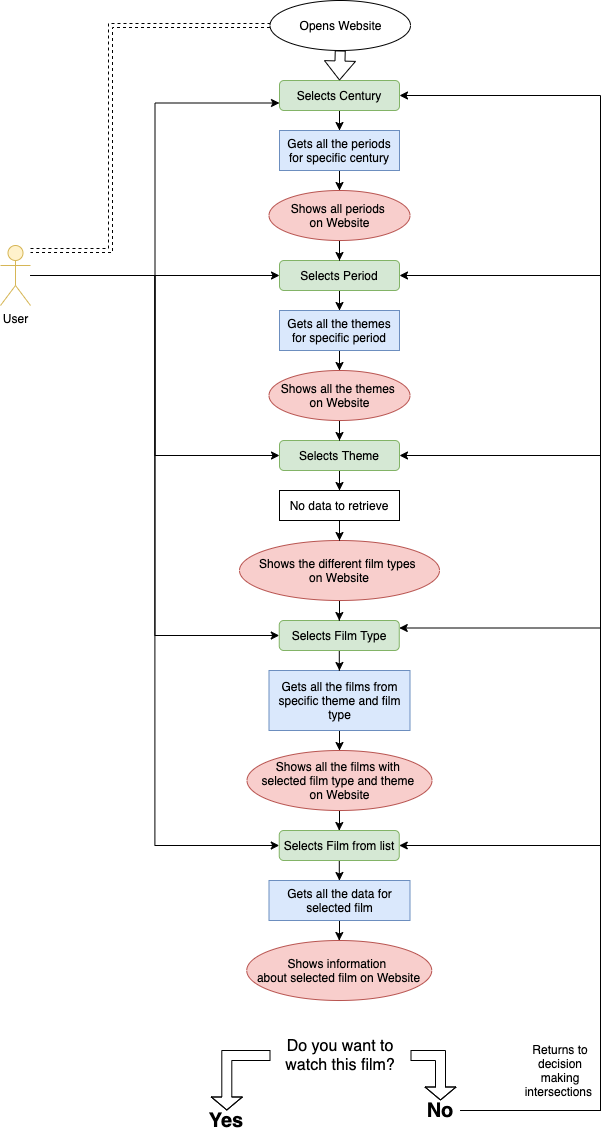 Opens Website
Selects Century
Gets all the periods
for specific century
Shows all periods
on Website
Selects Period
User
Gets all the themes
for specific period
Shows all the themes
on Website
Selects Theme
No data to retrieve
Shows the different film types
on Website
Selects Film Type
Gets all the films from
specific theme and film
type
Shows all the films with
selected film type and theme
on Website
Selects Film from list
Gets all the data for
selected film
Shows information
about selected film on Website
Do you want to
watch this film?
Returns to
decision
making
intersections
Yes
No